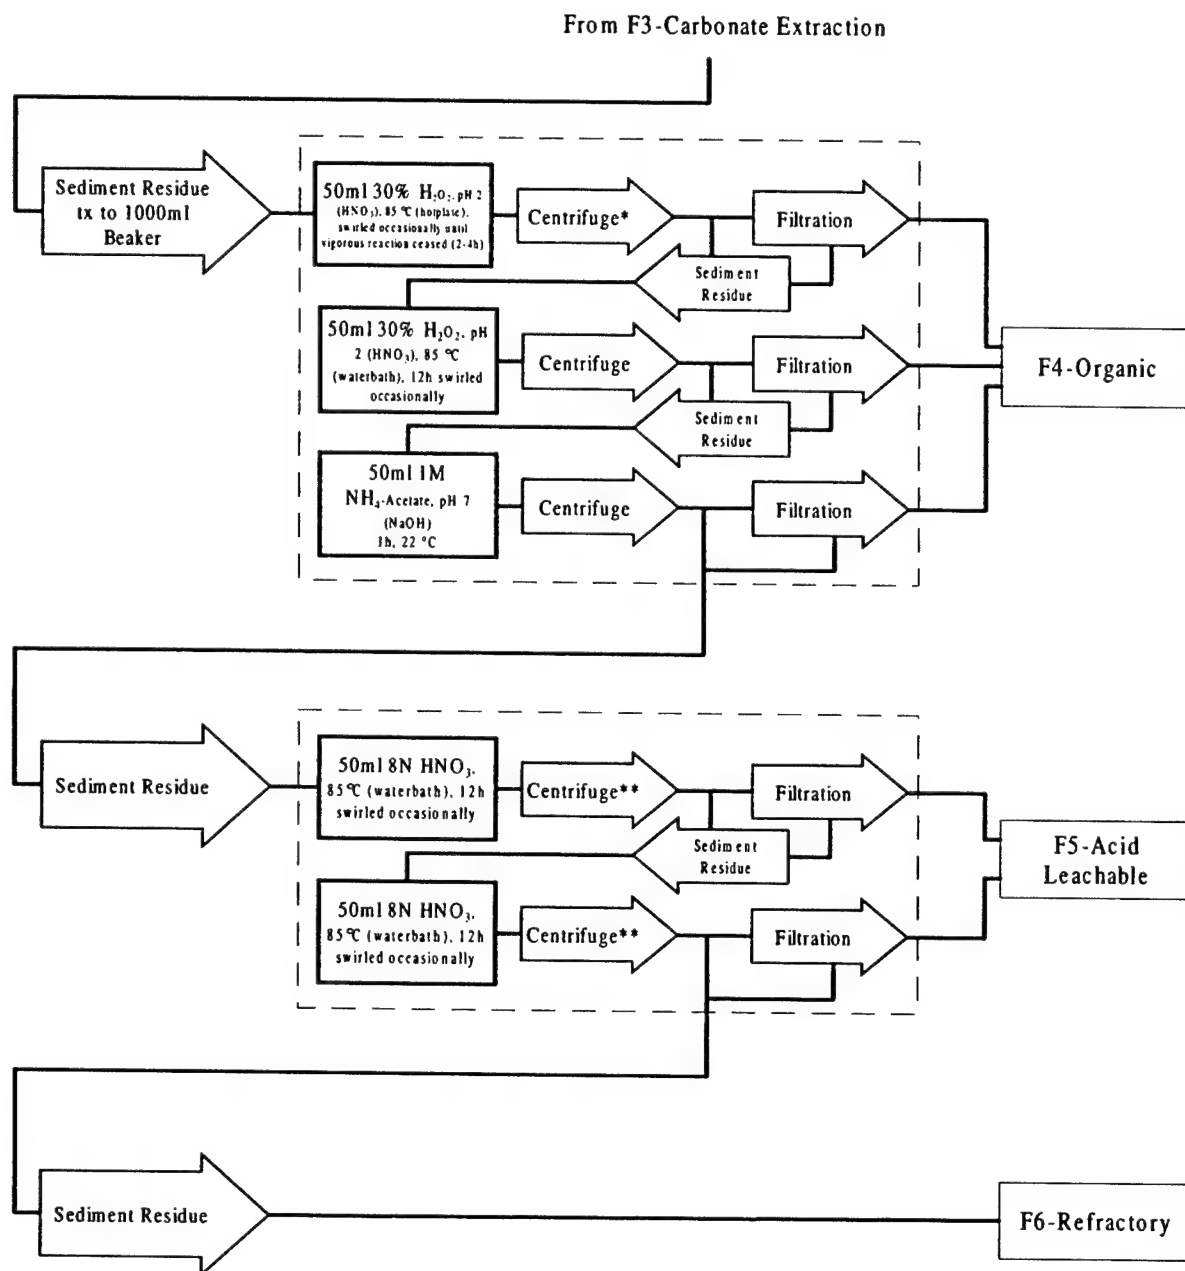 From F3-Carbonate Extraction
Sediment Residue
tx to 1000ml
Beaker
50ml 30% H₂O₂, pH 2
(HNO₃), 85 °C (hotplate),
swirled occasionally until
vigorous reaction ceased (2-4h)
Centrifuge*
Filtration
Sediment
Residue
50ml 30% H₂O₂, pH
2 (HNO₃), 85 °C
(waterbath), 12h swirled
occasionally
Centrifuge
Filtration
F4-Organic
Sediment
Residue
50ml 1M
NH₄-Acetate, pH 7
(NaOH)
1h, 22 °C
Centrifuge
Filtration
Sediment Residue
50ml 8N HNO₃,
85°C (waterbath), 12h
swirled occasionally
Centrifuge**
Filtration
Sediment
Residue
F5-Acid
Leachable
50ml 8N HNO₃,
85°C (waterbath), 12h
swirled occasionally
Centrifuge**
Filtration
Sediment Residue
F6-Refractory